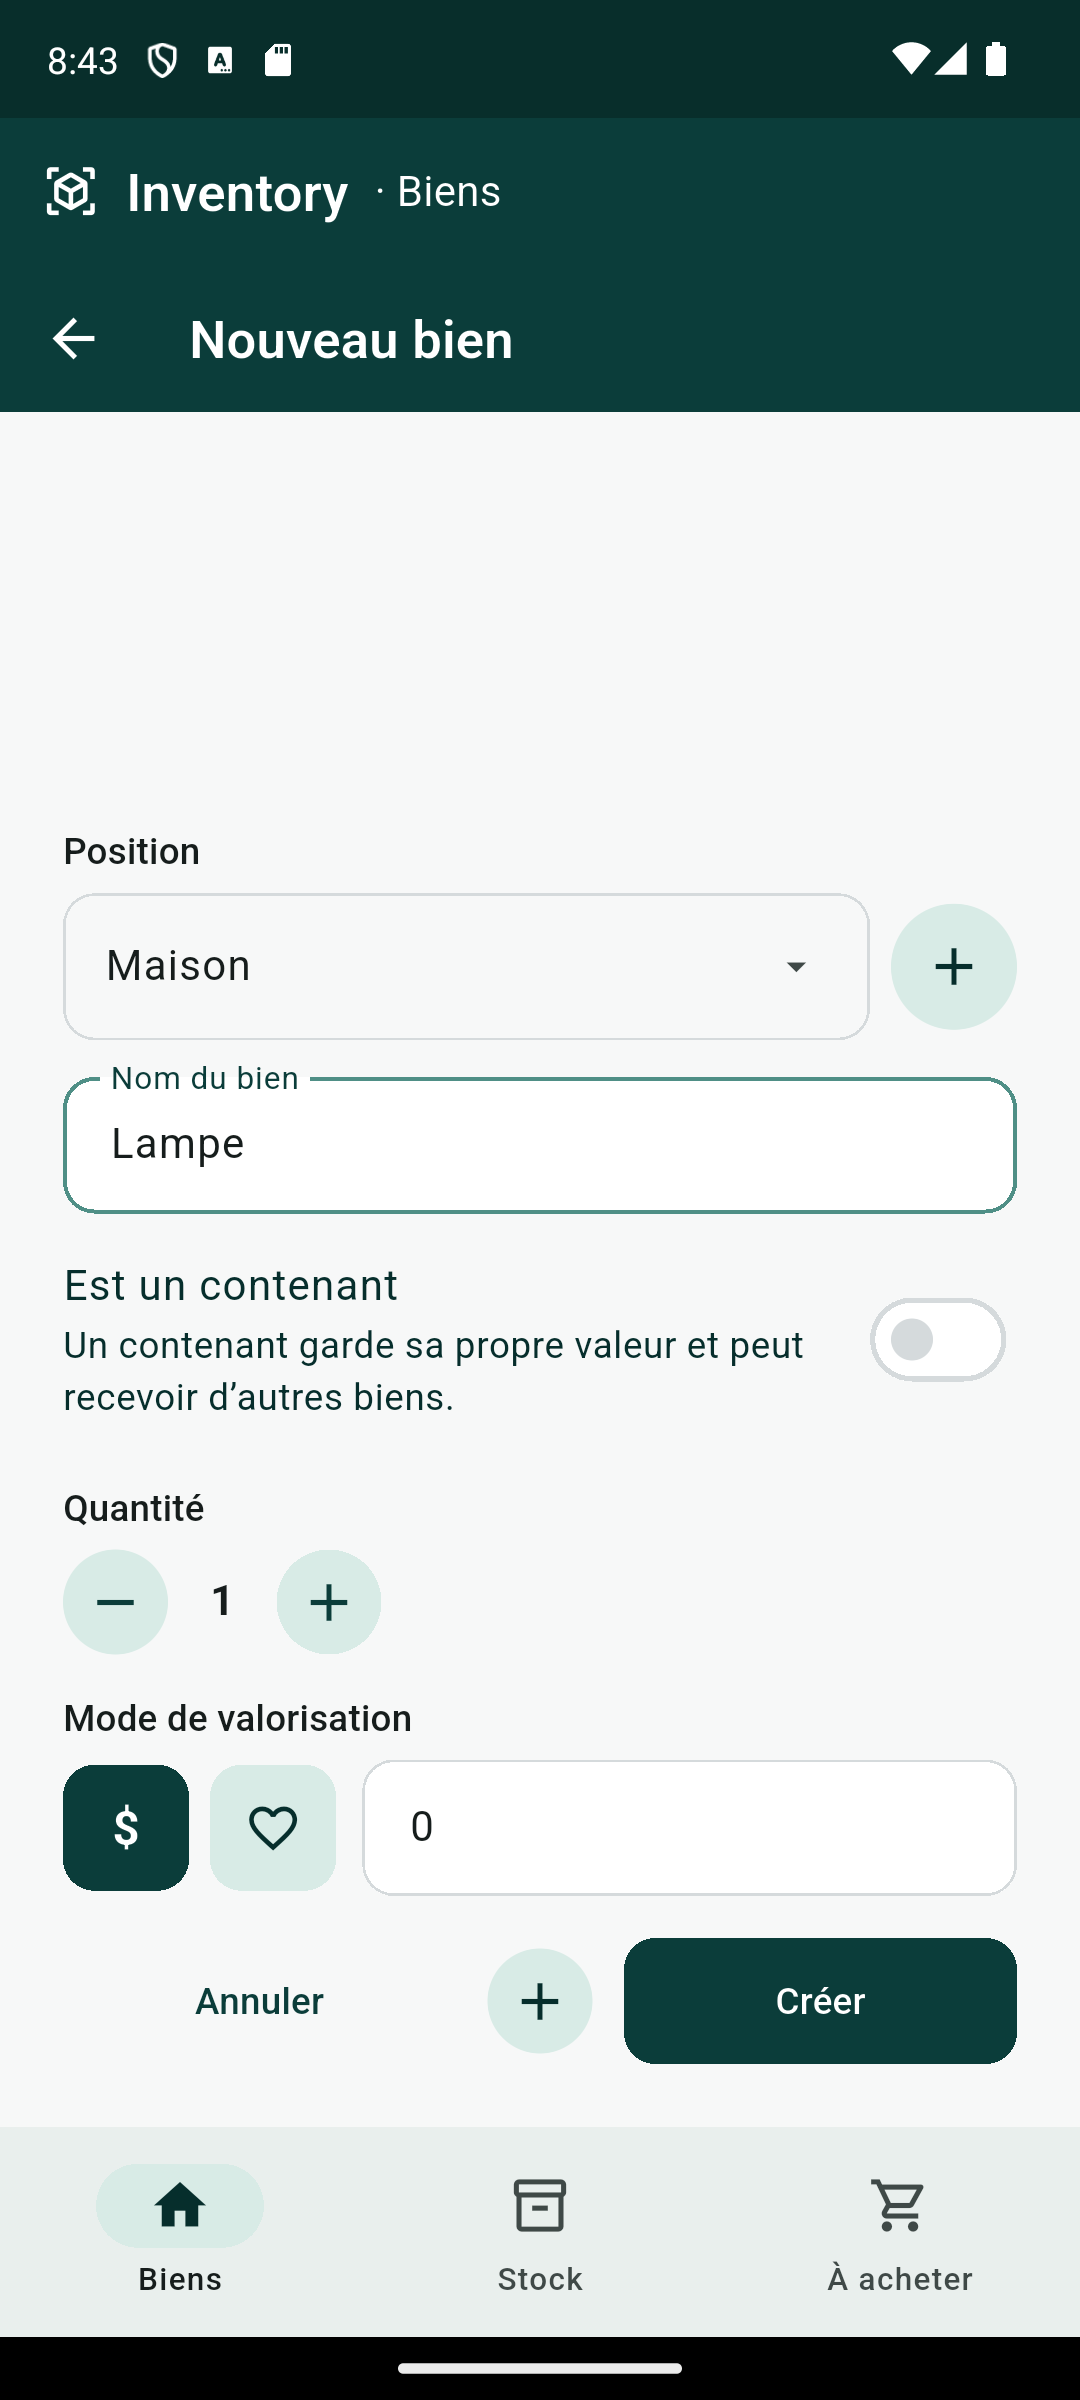 8:43
Inventory · Biens
Nouveau bien
Position
Maison
Nom du bien
Lampe
Est un contenant
Un contenant garde sa propre valeur et peut
recevoir d’autres biens.
Quantité
1
Mode de valorisation
$ 0
Annuler Créer
Biens Stock À acheter